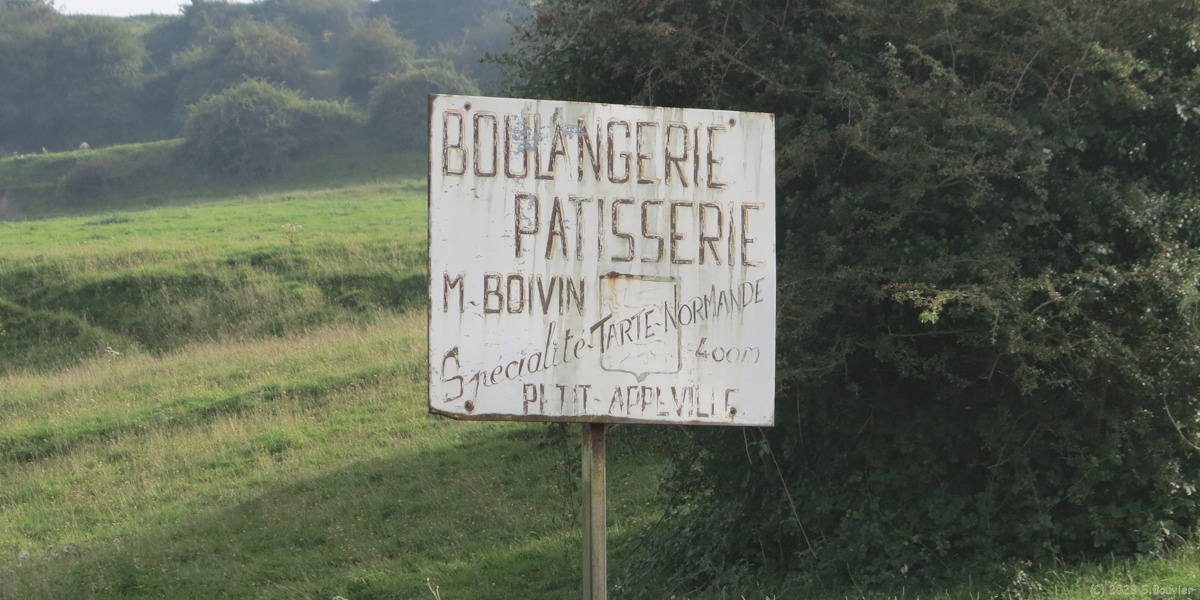 BOULANGERIE
PATISSERIE
M. BOIVIN
Spécialité-TARTE-NORMANDE
400m
PETIT-APPEVILLE
(C) 2023 S.Bouvier